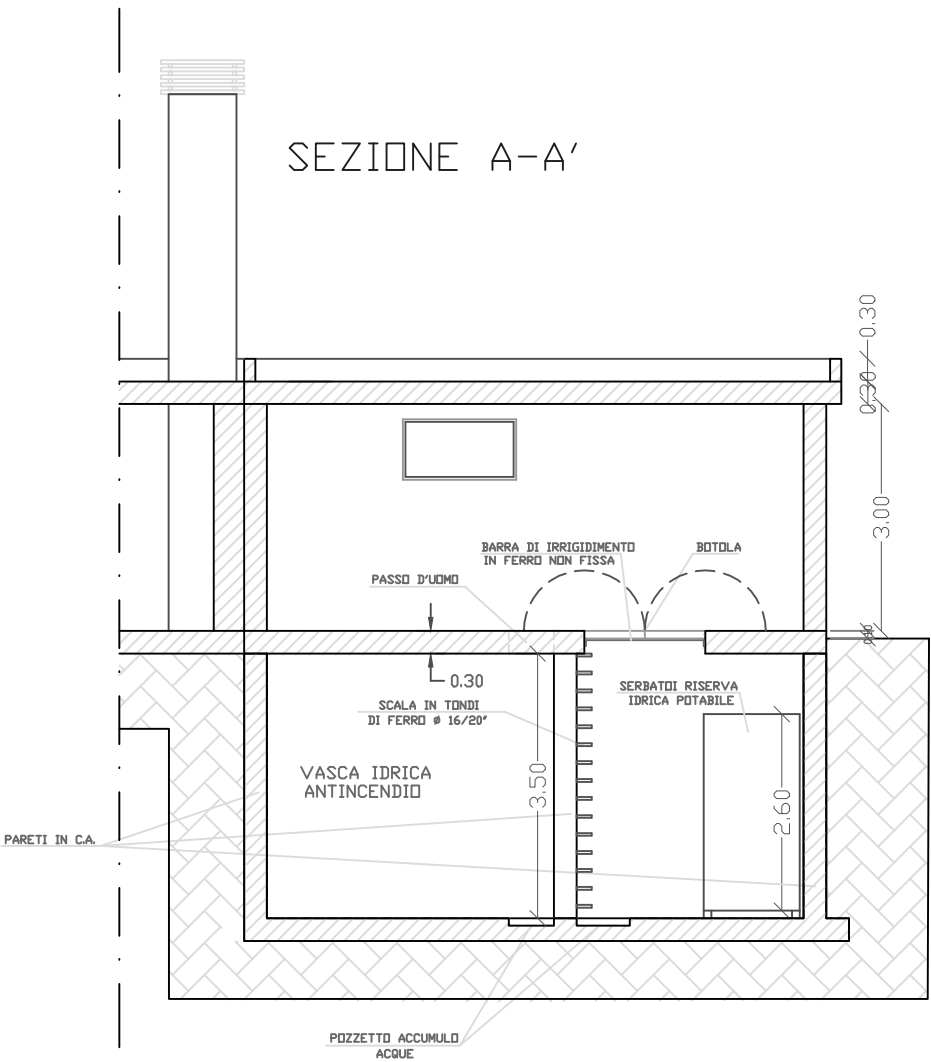 SEZIONE A-A'
0.30
0.30
3.00
BARRA DI IRRIGIDIMENTO
IN FERRO NON FISSA
BOTOLA
PASSO D'UOMO
0.30
SCALA IN TONDI
DI FERRO ø 16/20"
SERBATOI RISERVA
IDRICA POTABILE
VASCA IDRICA
ANTINCENDIO
3.50
2.60
PARETI IN C.A.
POZZETTO ACCUMULO
ACQUE